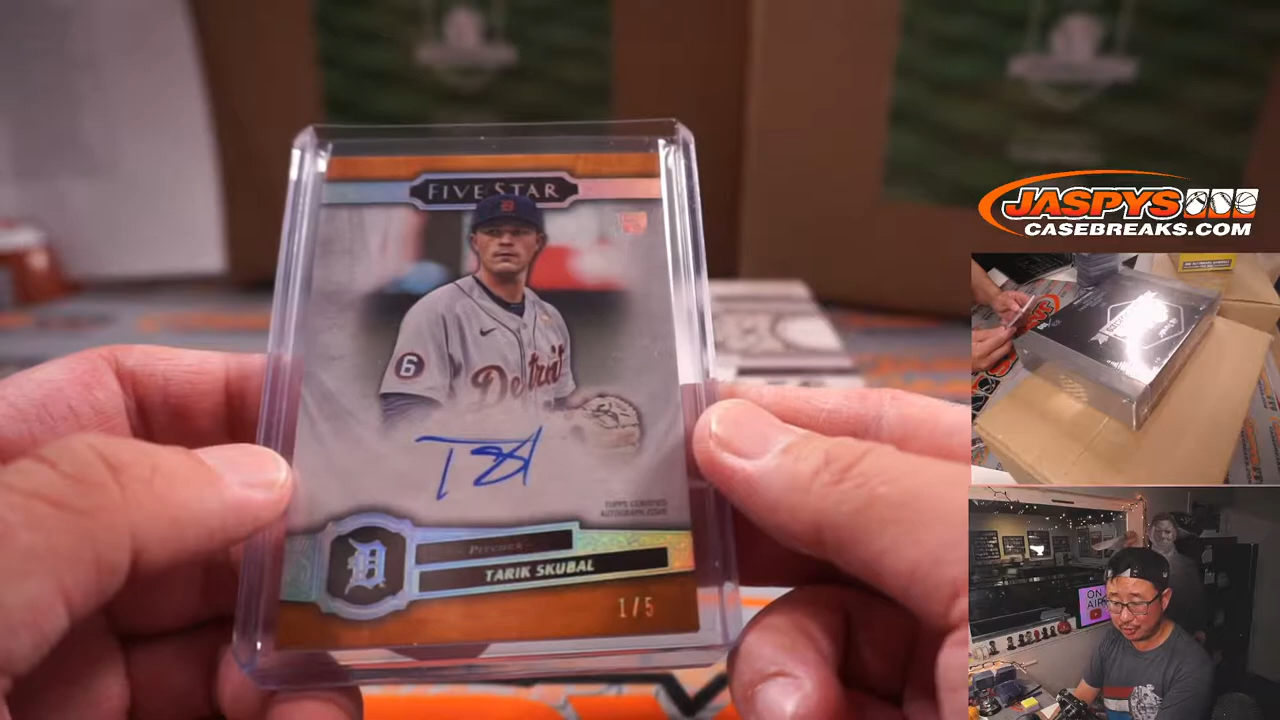 FIVE STAR
6
Detroit
TOPPS CERTIFIED
AUTOGRAPH ISSUE
PITCHER
TARIK SKUBAL
1/5
JASPYS
CASEBREAKS.COM
ON
AIR